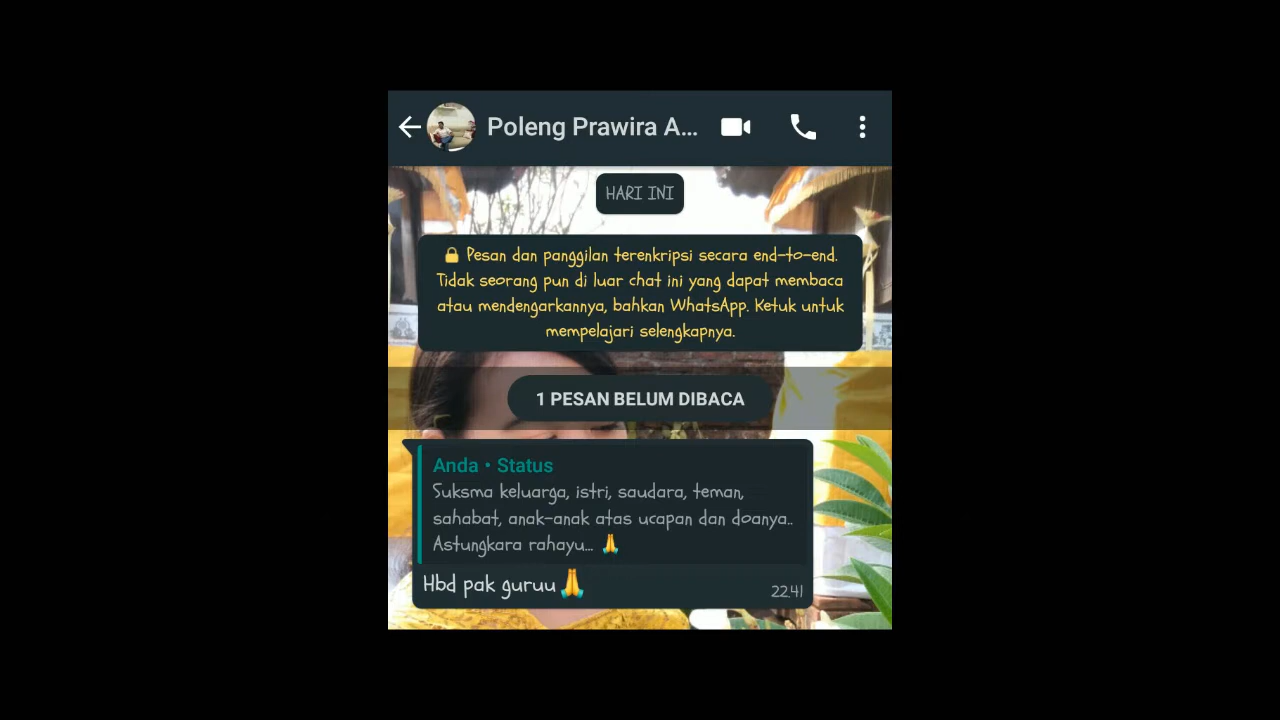 Poleng Prawira A...
HARI INI
🔒 Pesan dan panggilan terenkripsi secara end-to-end.
Tidak seorang pun di luar chat ini yang dapat membaca
atau mendengarkannya, bahkan WhatsApp. Ketuk untuk
mempelajari selengkapnya.
1 PESAN BELUM DIBACA
Anda • Status
Suksma keluarga, istri, saudara, teman,
sahabat, anak-anak atas ucapan dan doanya..
Astungkara rahayu... 🙏
Hbd pak guruu🙏
22.41